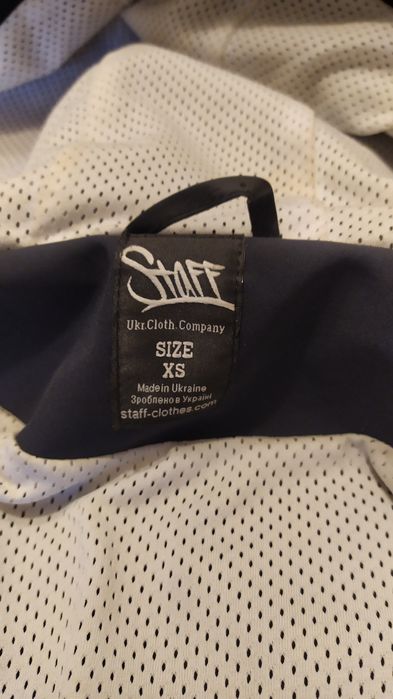 Staff
Ukr.Cloth.Company
SIZE
XS
Made in Ukraine
Зроблено в Україні
staff-clothes.com